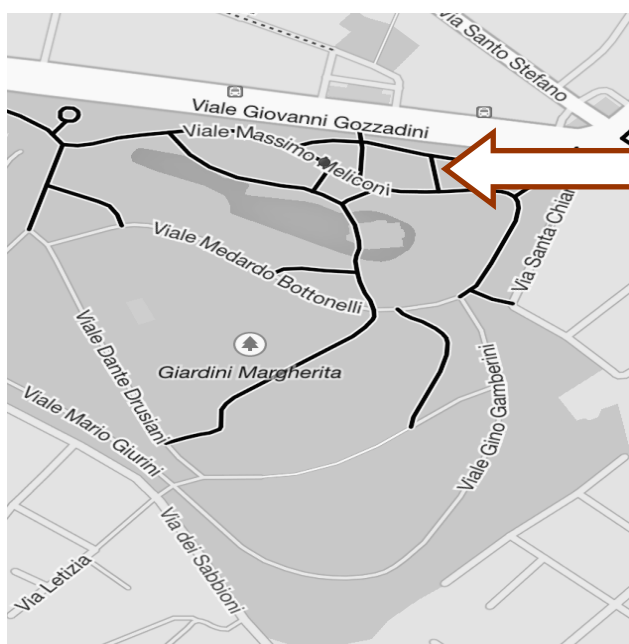 Via Santo Stefano
Viale Giovanni Gozzadini
Viale Massimo Meliconi
Via Santa Chiar
Viale Medardo Bottonelli
Giardini Margherita
Viale Dante Drusiani
Viale Gino Gamberini
Viale Mario Giurini
Via dei Sabbioni
Via Letizia